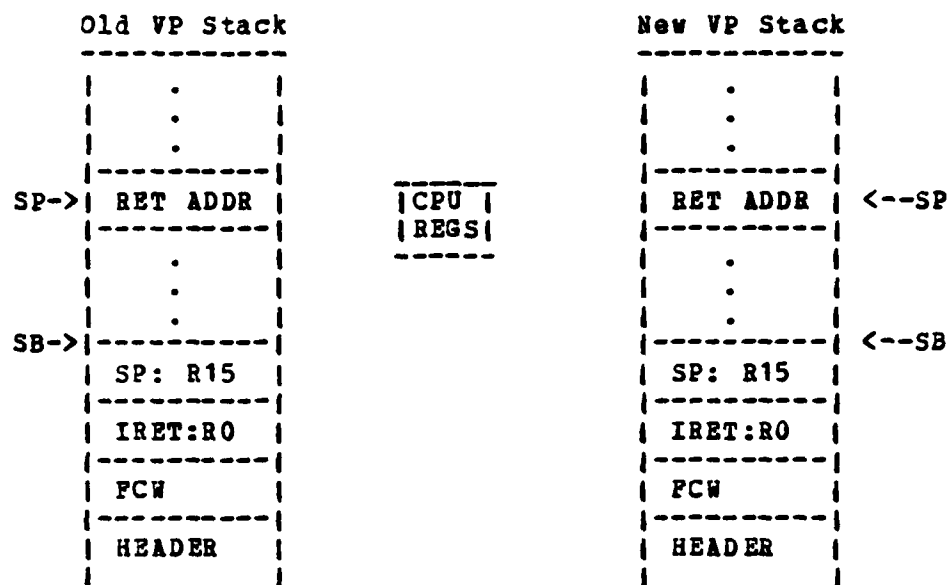 Old VP Stack New VP Stack
SP-> RET ADDR CPU RET ADDR <--SP
REGS
SB-> <--SB
SP: R15 SP: R15
IRET:R0 IRET:R0
FCW FCW
HEADER HEADER